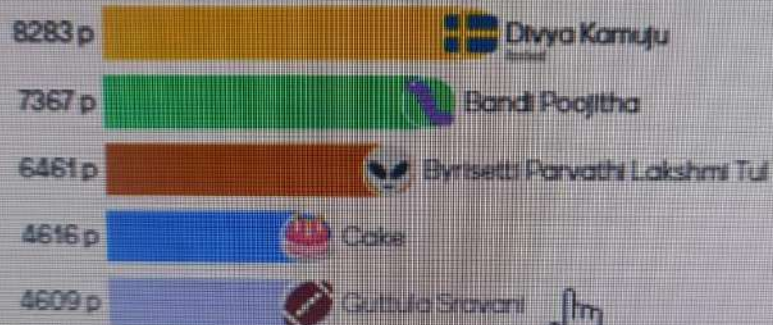 8283 p Divya Kamuju
7367 p Bandi Poojitha
6461 p Byrisetti Parvathi Lakshmi Tul
4616 p Cake
4609 p Guttula Sravani